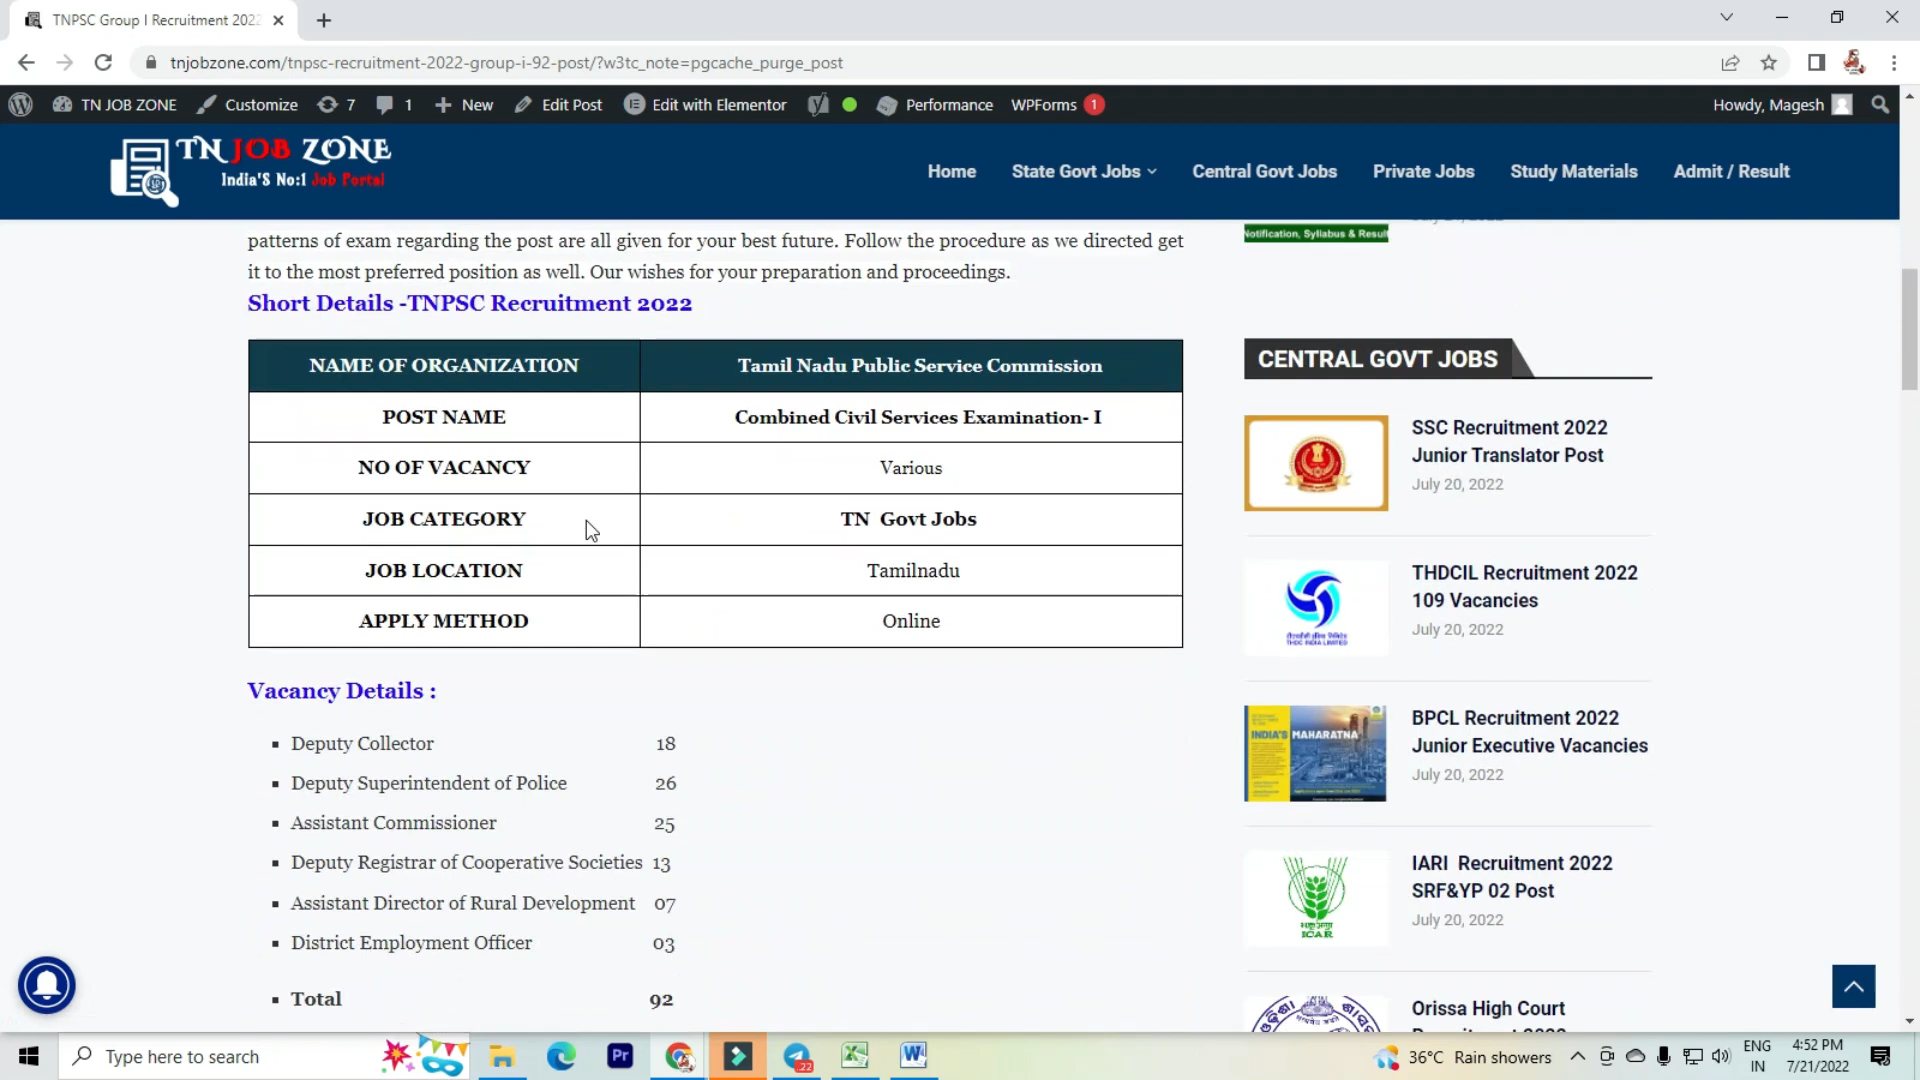 TNPSC Group I Recruitment 2022
tnjobzone.com/tnpsc-recruitment-2022-group-i-92-post/?w3tc_note=pgcache_purge_post
TN JOB ZONE Customize 7 1 New Edit Post Edit with Elementor Performance WPForms 1 Howdy, Magesh
TN JOB ZONE
India'S No:1 Job Portal
Home State Govt Jobs Central Govt Jobs Private Jobs Study Materials Admit / Result
patterns of exam regarding the post are all given for your best future. Follow the procedure as we directed get
it to the most preferred position as well. Our wishes for your preparation and proceedings.
Short Details -TNPSC Recruitment 2022
NAME OF ORGANIZATION Tamil Nadu Public Service Commission
POST NAME Combined Civil Services Examination- I
NO OF VACANCY Various
JOB CATEGORY TN Govt Jobs
JOB LOCATION Tamilnadu
APPLY METHOD Online
Vacancy Details :
Deputy Collector 18
Deputy Superintendent of Police 26
Assistant Commissioner 25
Deputy Registrar of Cooperative Societies 13
Assistant Director of Rural Development 07
District Employment Officer 03
Total 92
Notification, Syllabus & Result
CENTRAL GOVT JOBS
SSC Recruitment 2022
Junior Translator Post
July 20, 2022
THDCIL Recruitment 2022
109 Vacancies
July 20, 2022
THDC INDIA LIMITED
BPCL Recruitment 2022
Junior Executive Vacancies
July 20, 2022
INDIA'S MAHARATNA
IARI Recruitment 2022
SRF&YP 02 Post
July 20, 2022
ICAR
Orissa High Court
Type here to search
Pr
22
36°C Rain showers
ENG
IN
4:52 PM
7/21/2022